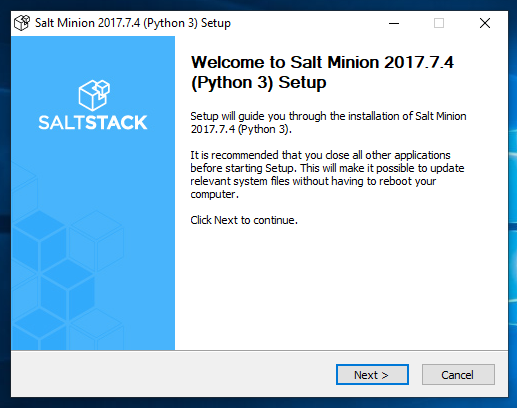 Salt Minion 2017.7.4 (Python 3) Setup
SALTSTACK
Welcome to Salt Minion 2017.7.4
(Python 3) Setup
Setup will guide you through the installation of Salt Minion
2017.7.4 (Python 3).
It is recommended that you close all other applications
before starting Setup. This will make it possible to update
relevant system files without having to reboot your
computer.
Click Next to continue.
Next >
Cancel